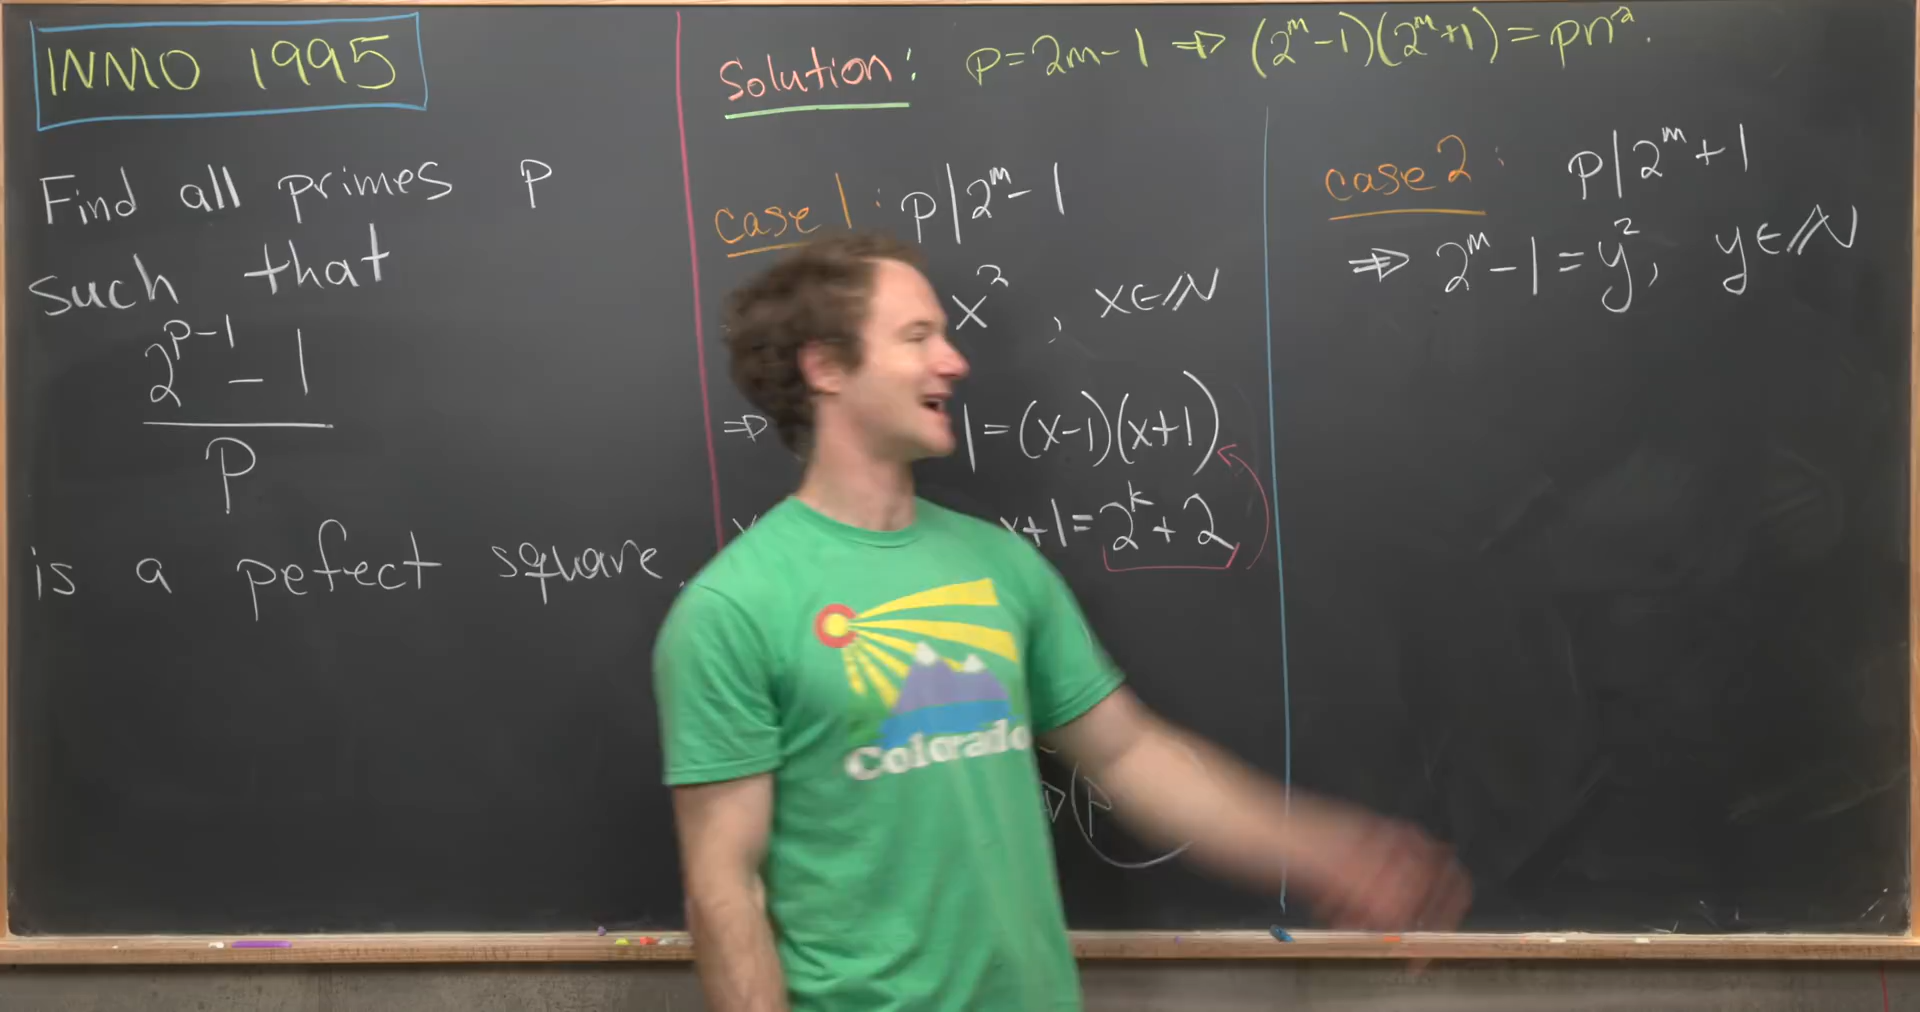 INMO 1995
Find all primes p
such that
2^{p-1} - 1
p
is a pefect square.
Solution: p=2m-1 ⇒ (2^m-1)(2^m+1)=pn^2.
case 1: p|2^m-1
x^2, x∈ℕ
⇒ 1=(x-1)(x+1)
x+1=2^k+2
⇒(p
case 2: p|2^m+1
⇒ 2^m-1=y^2, y∈ℕ
Colorado